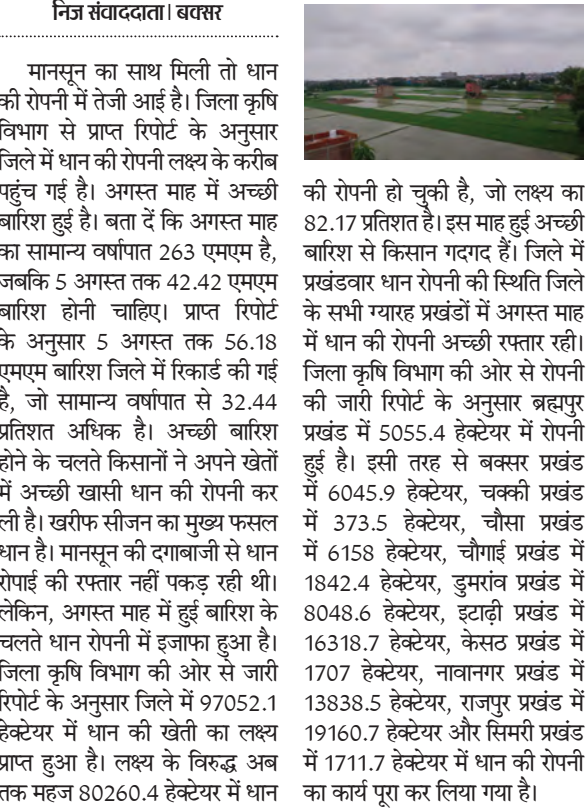 निज संवाददाता। बक्सर
मानसून का साथ मिली तो धान
की रोपनी में तेजी आई है। जिला कृषि
विभाग से प्राप्त रिपोर्ट के अनुसार
जिले में धान की रोपनी लक्ष्य के करीब
पहुंच गई है। अगस्त माह में अच्छी
बारिश हुई है। बता दें कि अगस्त माह
का सामान्य वर्षापात 263 एमएम है,
जबकि 5 अगस्त तक 42.42 एमएम
बारिश होनी चाहिए। प्राप्त रिपोर्ट
के अनुसार 5 अगस्त तक 56.18
एमएम बारिश जिले में रिकार्ड की गई
है, जो सामान्य वर्षापात से 32.44
प्रतिशत अधिक है। अच्छी बारिश
होने के चलते किसानों ने अपने खेतों
में अच्छी खासी धान की रोपनी कर
ली है। खरीफ सीजन का मुख्य फसल
धान है। मानसून की दगाबाजी से धान
रोपाई की रफ्तार नहीं पकड़ रही थी।
लेकिन, अगस्त माह में हुई बारिश के
चलते धान रोपनी में इजाफा हुआ है।
जिला कृषि विभाग की ओर से जारी
रिपोर्ट के अनुसार जिले में 97052.1
हेक्टेयर में धान की खेती का लक्ष्य
प्राप्त हुआ है। लक्ष्य के विरुद्ध अब
तक महज 80260.4 हेक्टेयर में धान
की रोपनी हो चुकी है, जो लक्ष्य का
82.17 प्रतिशत है। इस माह हुई अच्छी
बारिश से किसान गदगद हैं। जिले में
प्रखंडवार धान रोपनी की स्थिति जिले
के सभी ग्यारह प्रखंडों में अगस्त माह
में धान की रोपनी अच्छी रफ्तार रही।
जिला कृषि विभाग की ओर से रोपनी
की जारी रिपोर्ट के अनुसार ब्रह्मपुर
प्रखंड में 5055.4 हेक्टेयर में रोपनी
हुई है। इसी तरह से बक्सर प्रखंड
में 6045.9 हेक्टेयर, चक्की प्रखंड
में 373.5 हेक्टेयर, चौसा प्रखंड
में 6158 हेक्टेयर, चौगाई प्रखंड में
1842.4 हेक्टेयर, डुमरांव प्रखंड में
8048.6 हेक्टेयर, इटाढ़ी प्रखंड में
16318.7 हेक्टेयर, केसठ प्रखंड में
1707 हेक्टेयर, नावानगर प्रखंड में
13838.5 हेक्टेयर, राजपुर प्रखंड में
19160.7 हेक्टेयर और सिमरी प्रखंड
में 1711.7 हेक्टेयर में धान की रोपनी
का कार्य पूरा कर लिया गया है।